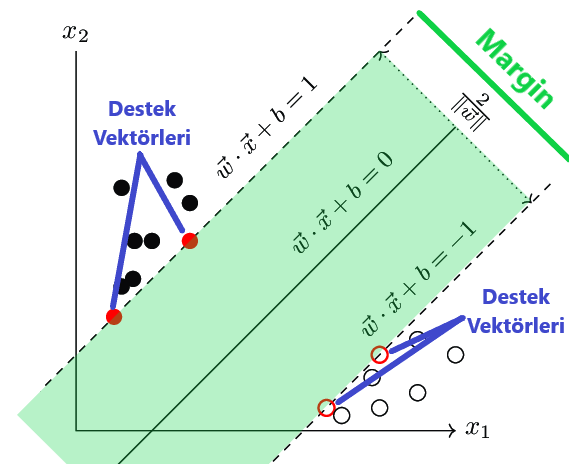 x₂
Margin
Destek
Vektörleri
w⃗ · x⃗ + b = 1
2
‖w⃗‖
w⃗ · x⃗ + b = 0
w⃗ · x⃗ + b = −1
Destek
Vektörleri
x₁